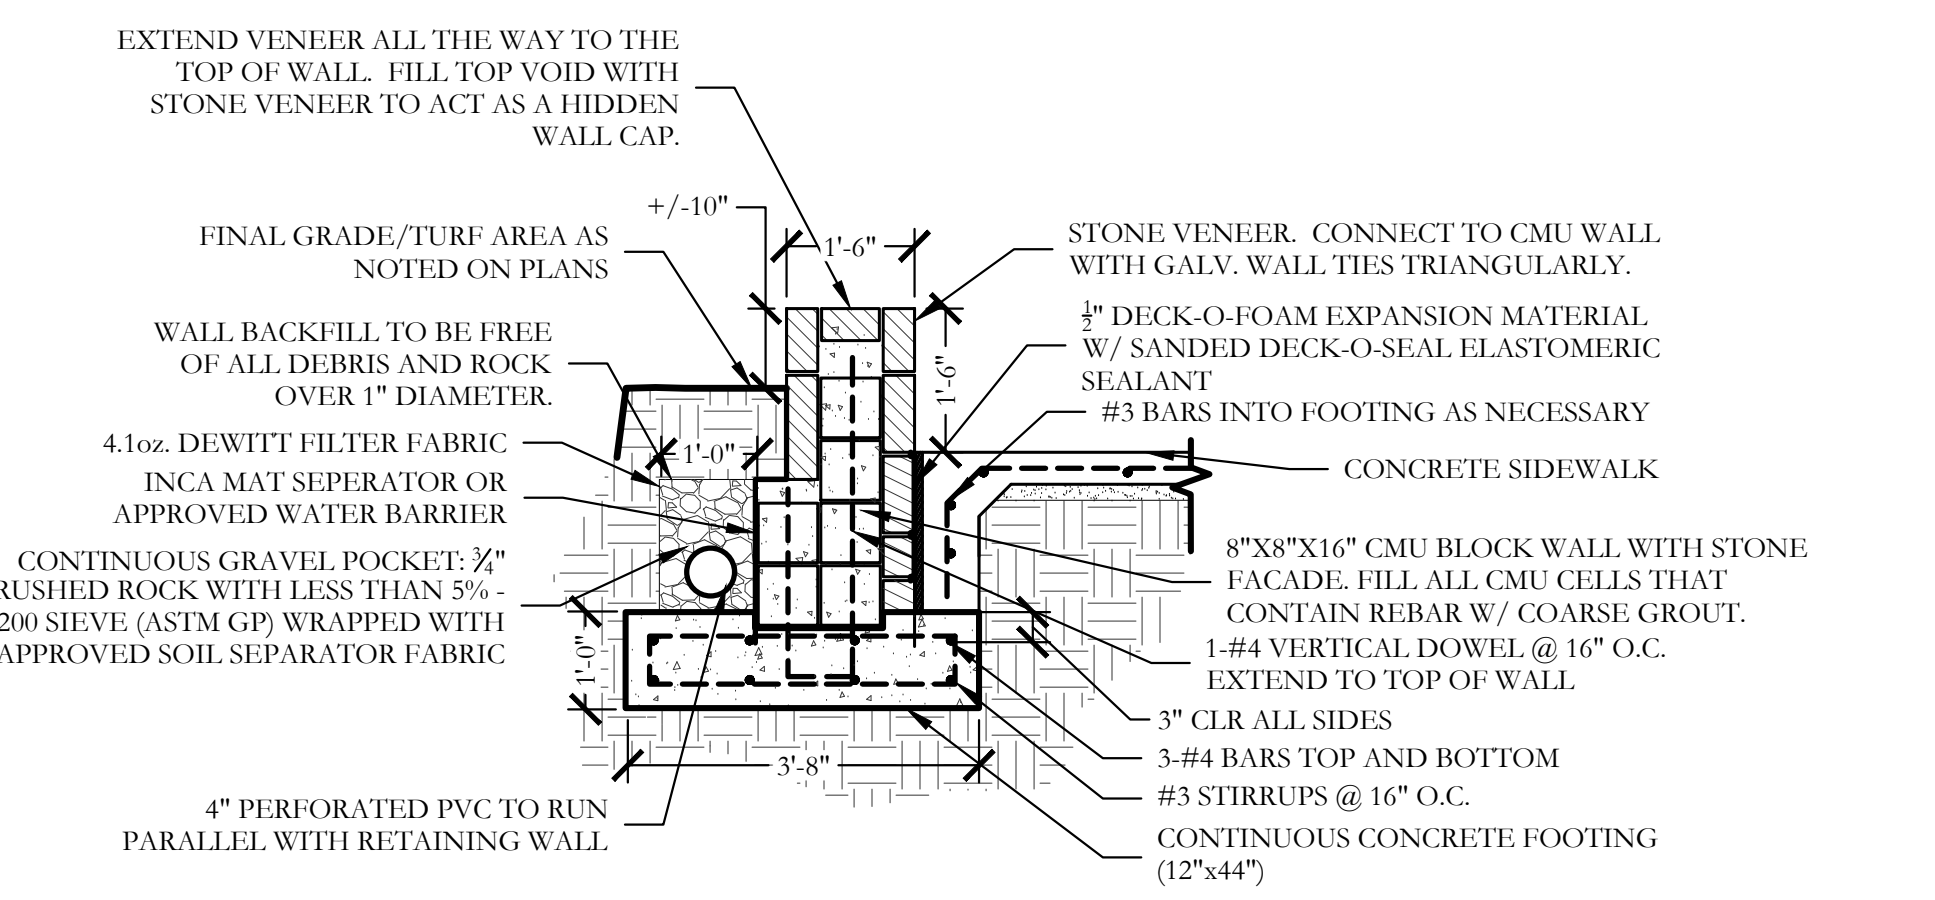 EXTEND VENEER ALL THE WAY TO THE
TOP OF WALL. FILL TOP VOID WITH
STONE VENEER TO ACT AS A HIDDEN
WALL CAP.
+/-10"
FINAL GRADE/TURF AREA AS
NOTED ON PLANS
WALL BACKFILL TO BE FREE
OF ALL DEBRIS AND ROCK
OVER 1" DIAMETER.
4.1oz. DEWITT FILTER FABRIC
INCA MAT SEPERATOR OR
APPROVED WATER BARRIER
CONTINUOUS GRAVEL POCKET: ¾"
RUSHED ROCK WITH LESS THAN 5% -
200 SIEVE (ASTM GP) WRAPPED WITH
APPROVED SOIL SEPARATOR FABRIC
4" PERFORATED PVC TO RUN
PARALLEL WITH RETAINING WALL
1'-6"
1'-6"
1'-0"
1'-0"
3'-8"
STONE VENEER. CONNECT TO CMU WALL
WITH GALV. WALL TIES TRIANGULARLY.
½" DECK-O-FOAM EXPANSION MATERIAL
W/ SANDED DECK-O-SEAL ELASTOMERIC
SEALANT
#3 BARS INTO FOOTING AS NECESSARY
CONCRETE SIDEWALK
8"X8"X16" CMU BLOCK WALL WITH STONE
FACADE. FILL ALL CMU CELLS THAT
CONTAIN REBAR W/ COARSE GROUT.
1-#4 VERTICAL DOWEL @ 16" O.C.
EXTEND TO TOP OF WALL
3" CLR ALL SIDES
3-#4 BARS TOP AND BOTTOM
#3 STIRRUPS @ 16" O.C.
CONTINUOUS CONCRETE FOOTING
(12"x44")